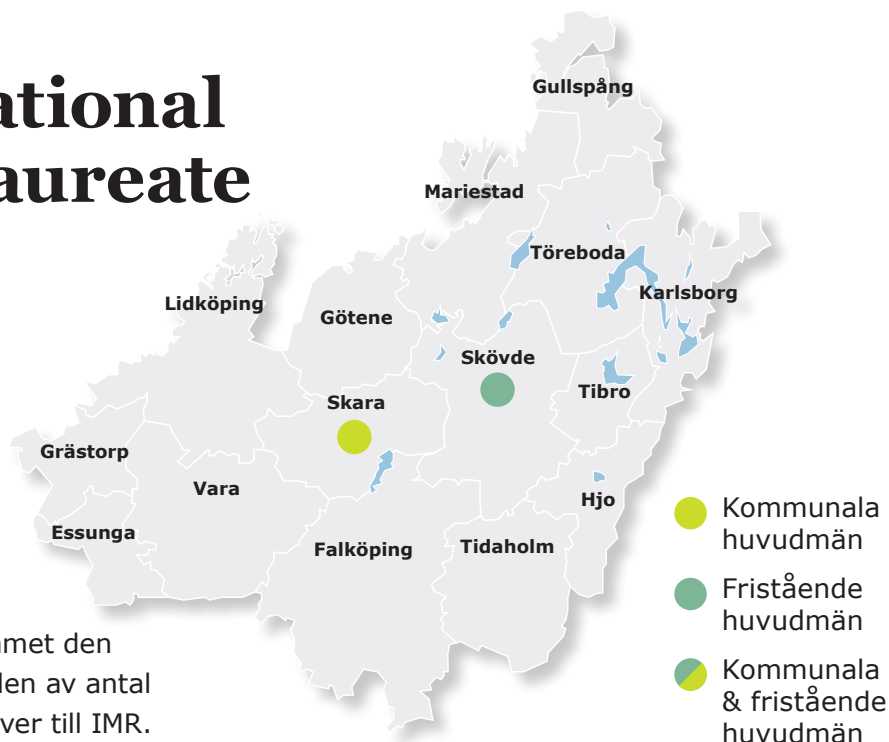 ational
aureate
Gullspång
Mariestad
Töreboda
Karlsborg
Lidköping
Götene
Skövde
Tibro
Skara
Grästorp
Vara
Hjo
Essunga
Falköping
Tidaholm
Kommunala
huvudmän
Fristående
huvudmän
Kommunala
& fristående
huvudmän
met den
len av antal
ver till IMR.